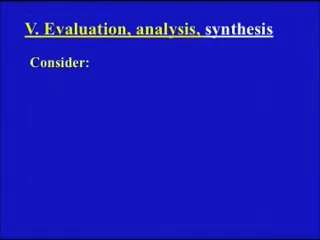 V. Evaluation, analysis, synthesis
Consider: